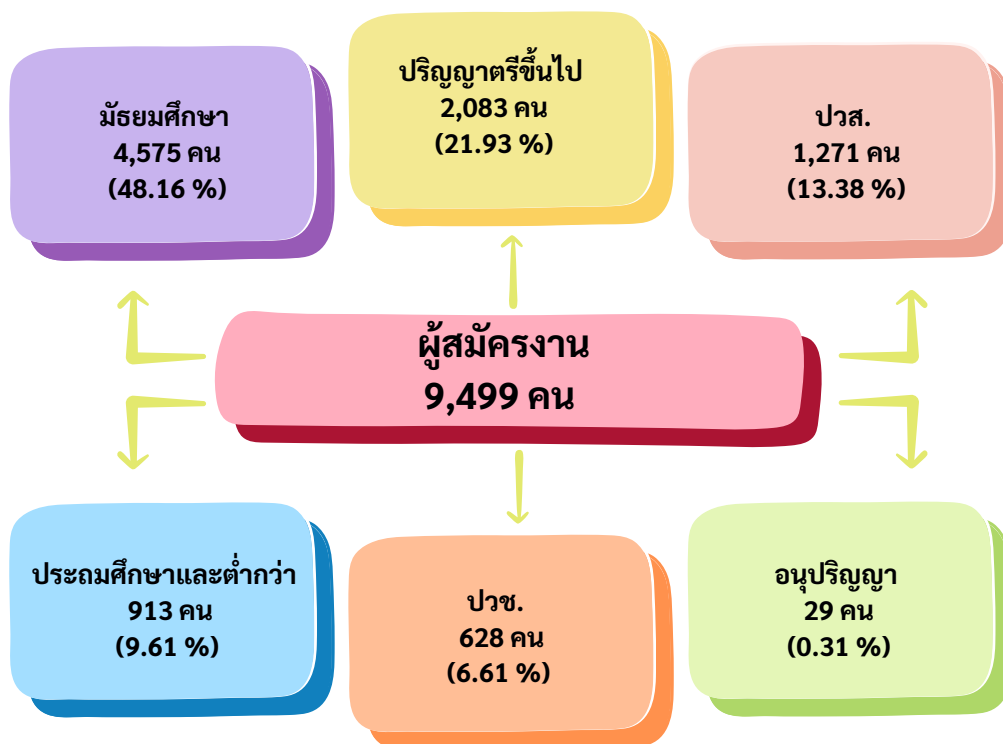 มัธยมศึกษา
4,575 คน
(48.16 %)
ปริญญาตรีขึ้นไป
2,083 คน
(21.93 %)
ปวส.
1,271 คน
(13.38 %)
ผู้สมัครงาน
9,499 คน
ประถมศึกษาและต่ำกว่า
913 คน
(9.61 %)
ปวช.
628 คน
(6.61 %)
อนุปริญญา
29 คน
(0.31 %)